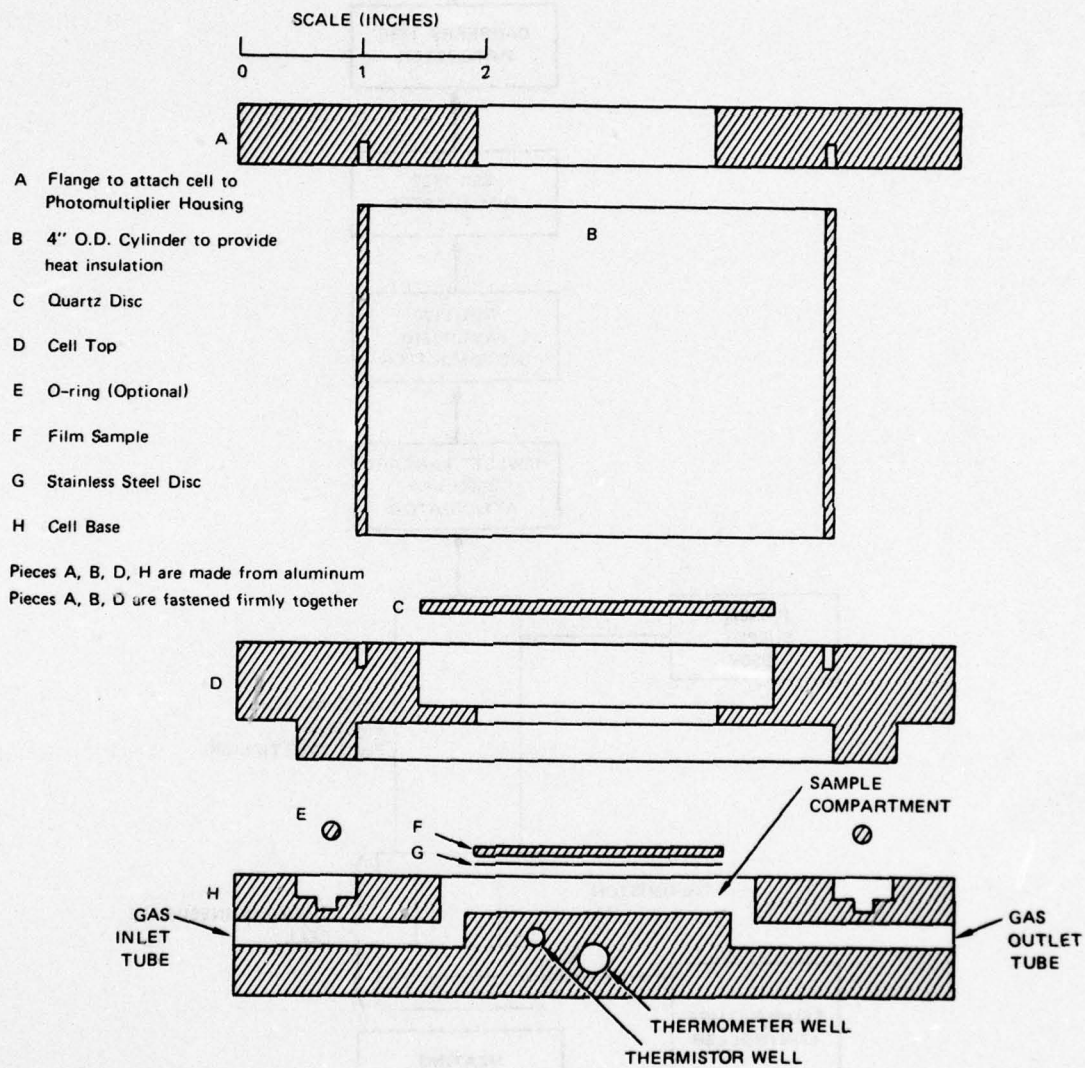 SCALE (INCHES)
0 1 2
A
A Flange to attach cell to
Photomultiplier Housing
B 4" O.D. Cylinder to provide
heat insulation
C Quartz Disc
D Cell Top
E O-ring (Optional)
F Film Sample
G Stainless Steel Disc
H Cell Base
Pieces A, B, D, H are made from aluminum
Pieces A, B, D are fastened firmly together
B
C
D
SAMPLE
COMPARTMENT
E
F
G
H
GAS
INLET
TUBE
GAS
OUTLET
TUBE
THERMOMETER WELL
THERMISTOR WELL